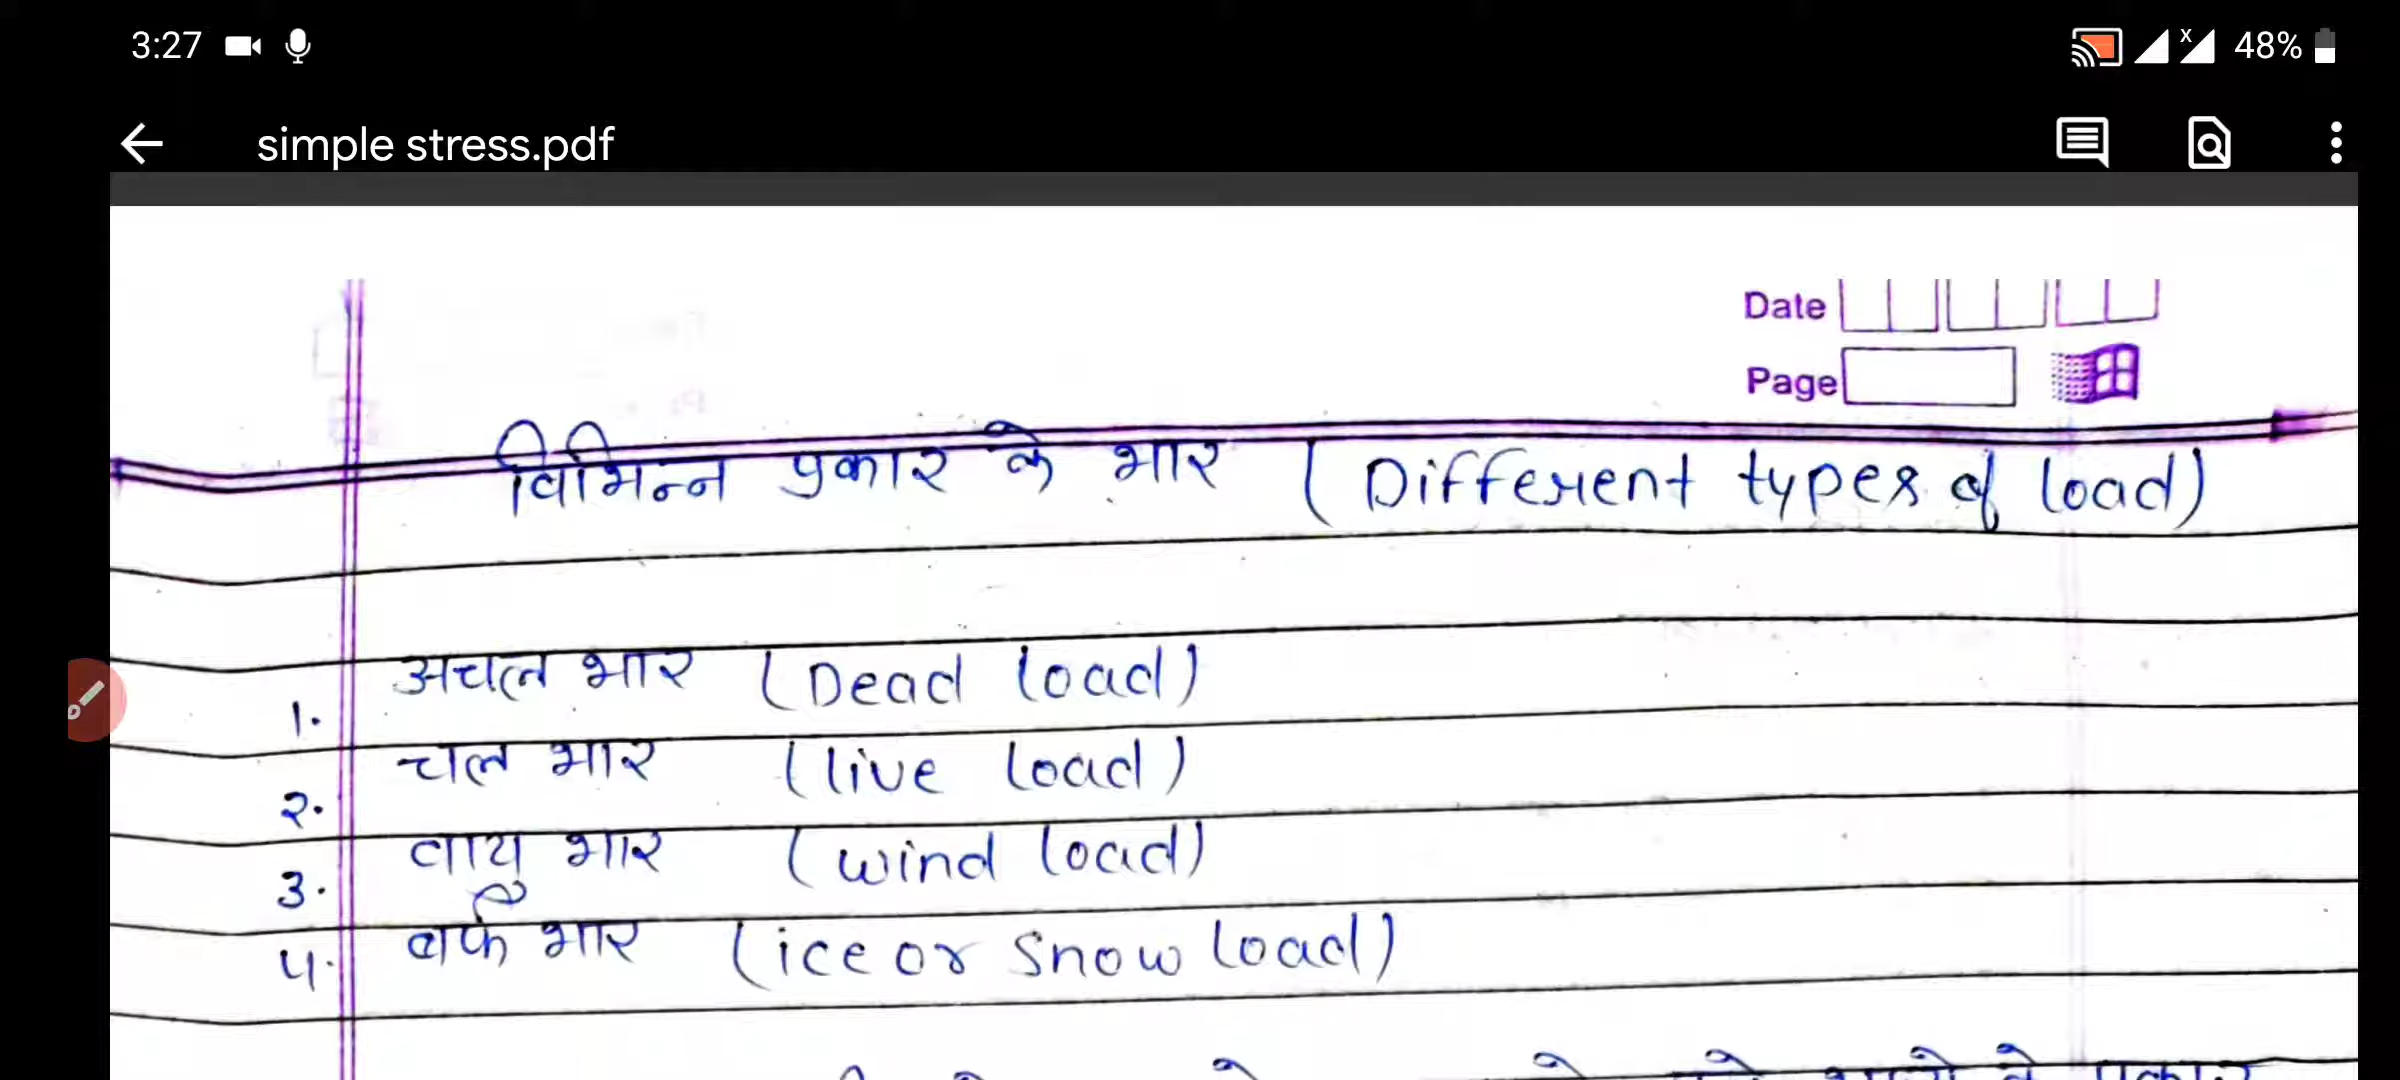 3:27
x 48%
simple stress.pdf
Date
Page
विभिन्न प्रकार के भार (Different types of load)
1. अचल भार (Dead load)
2. चल भार (live load)
3. वायु भार (wind load)
4. बर्फ भार (ice or snow load)